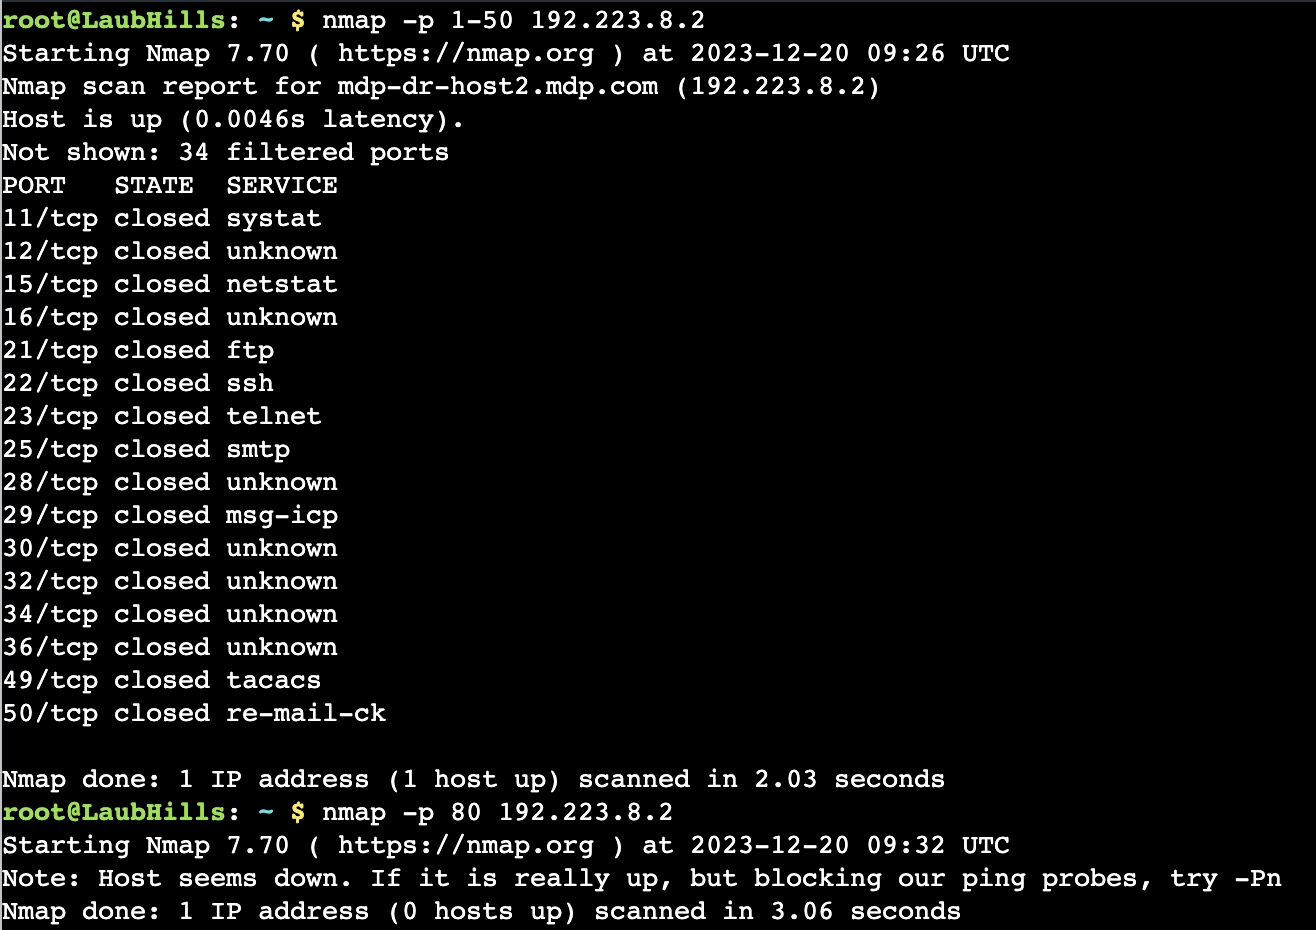 root@LaubHills: ~ $ nmap -p 1-50 192.223.8.2
Starting Nmap 7.70 ( https://nmap.org ) at 2023-12-20 09:26 UTC
Nmap scan report for mdp-dr-host2.mdp.com (192.223.8.2)
Host is up (0.0046s latency).
Not shown: 34 filtered ports
PORT   STATE  SERVICE
11/tcp closed systat
12/tcp closed unknown
15/tcp closed netstat
16/tcp closed unknown
21/tcp closed ftp
22/tcp closed ssh
23/tcp closed telnet
25/tcp closed smtp
28/tcp closed unknown
29/tcp closed msg-icp
30/tcp closed unknown
32/tcp closed unknown
34/tcp closed unknown
36/tcp closed unknown
49/tcp closed tacacs
50/tcp closed re-mail-ck
Nmap done: 1 IP address (1 host up) scanned in 2.03 seconds
root@LaubHills: ~ $ nmap -p 80 192.223.8.2
Starting Nmap 7.70 ( https://nmap.org ) at 2023-12-20 09:32 UTC
Note: Host seems down. If it is really up, but blocking our ping probes, try -Pn
Nmap done: 1 IP address (0 hosts up) scanned in 3.06 seconds